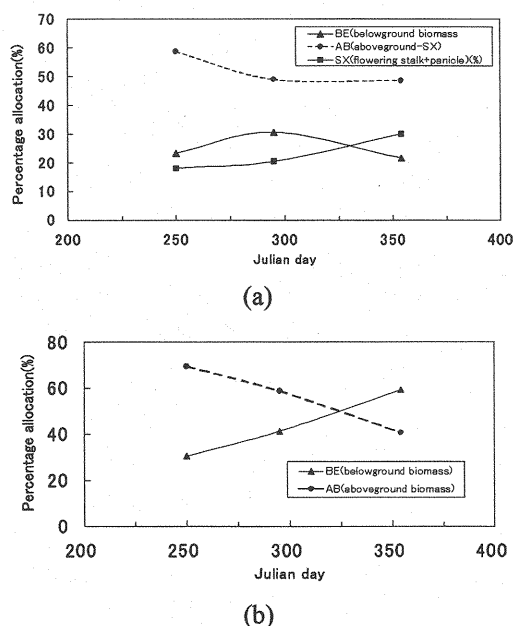 BE(belowground biomass
AB(aboveground-SX)
SX(flowering stalk+panicle)(%)
Percentage allocation(%)
70
60
50
40
30
20
10
0
200 250 300 350 400
Julian day
(a)
80
60
40
20
0
Percentage allocation(%)
BE(belowground biomass)
AB(aboveground biomass)
200 250 300 350 400
Julian day
(b)